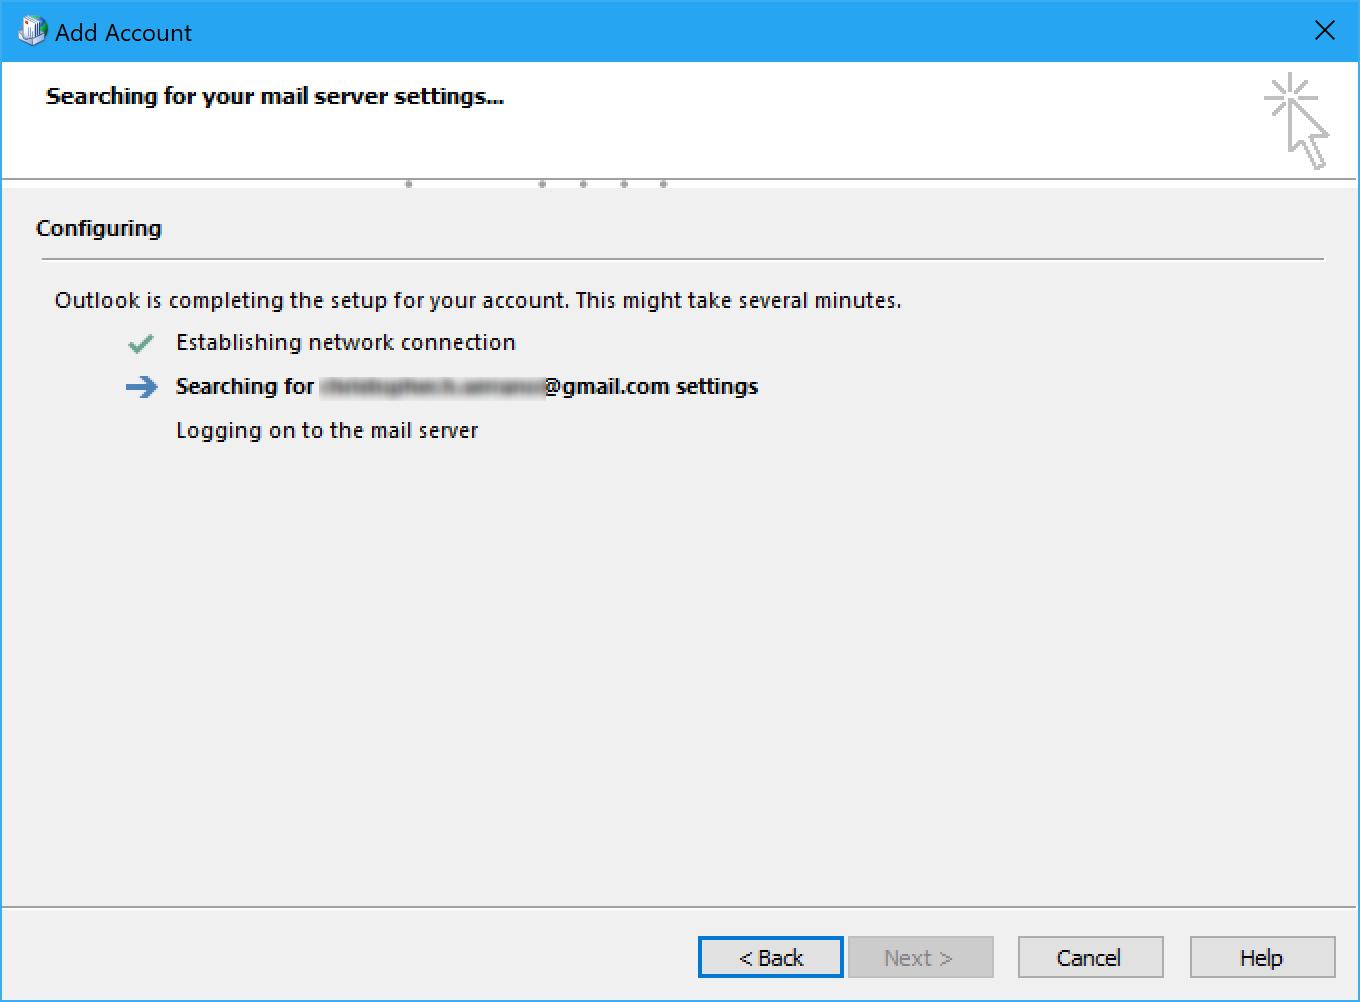 Add Account
Searching for your mail server settings...
Configuring
Outlook is completing the setup for your account. This might take several minutes.
Establishing network connection
Searching for @gmail.com settings
Logging on to the mail server
< Back
Next >
Cancel
Help